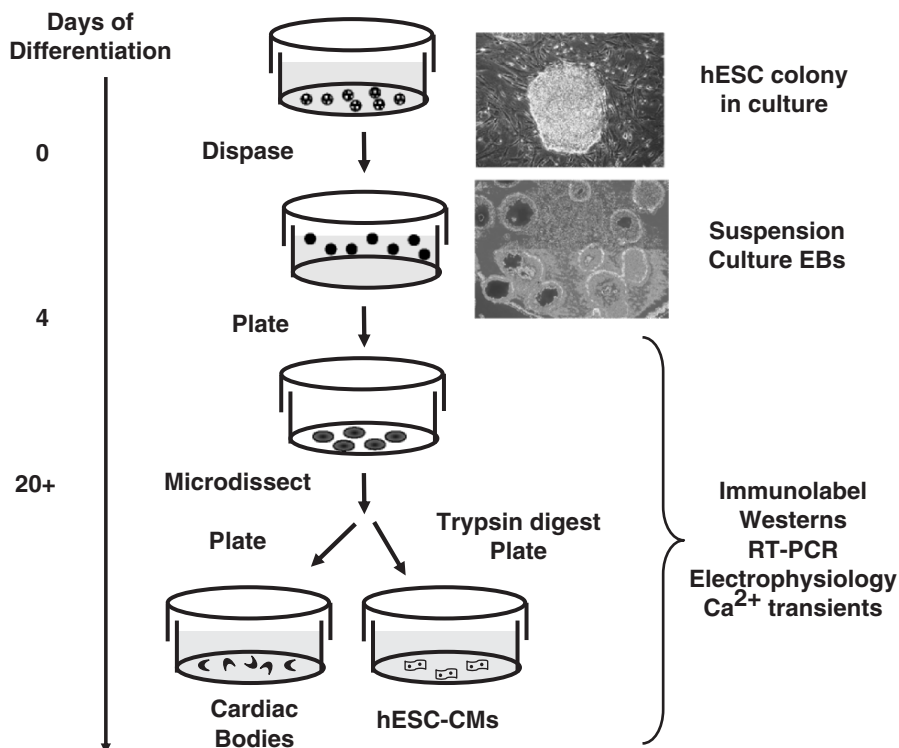 Days of
Differentiation
hESC colony
in culture
0
Dispase
Suspension
Culture EBs
4
Plate
20+
Microdissect
Plate
Trypsin digest
Plate
Immunolabel
Westerns
RT-PCR
Electrophysiology
Ca2+ transients
Cardiac
Bodies
hESC-CMs